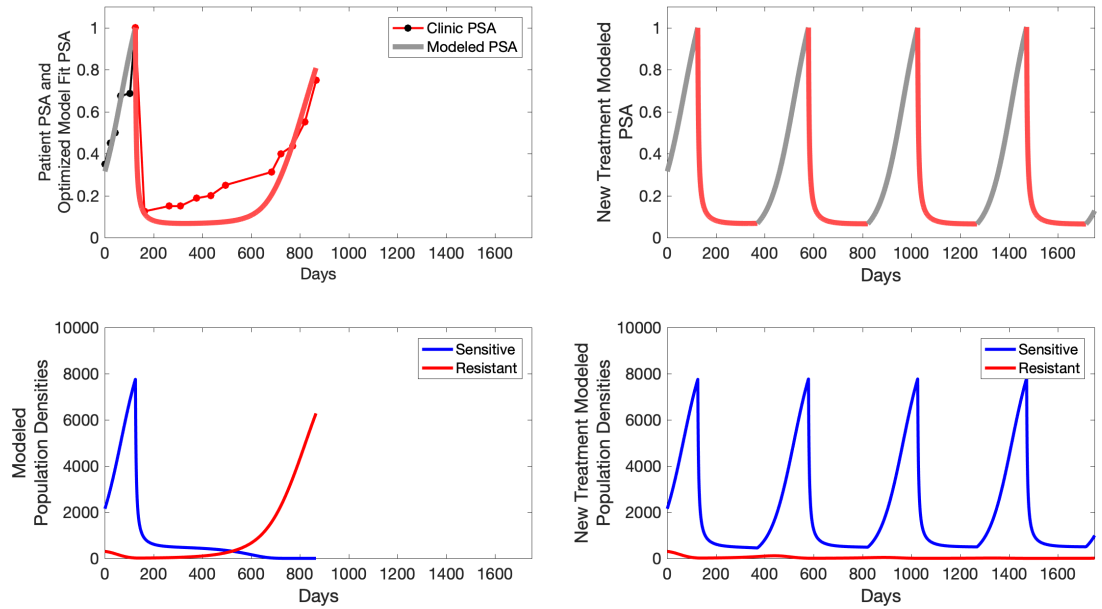 Patient PSA and
Optimized Model Fit PSA
1
0.8
0.6
0.4
0.2
0
Clinic PSA
Modeled PSA
0 200 400 600 800 1000 1200 1400 1600
Days
New Treatment Modeled
PSA
1
0.8
0.6
0.4
0.2
0
0 200 400 600 800 1000 1200 1400 1600
Days
Modeled
Population Densities
10000
8000
6000
4000
2000
0
Sensitive
Resistant
0 200 400 600 800 1000 1200 1400 1600
Days
New Treatment Modeled
Population Densities
10000
8000
6000
4000
2000
0
Sensitive
Resistant
0 200 400 600 800 1000 1200 1400 1600
Days